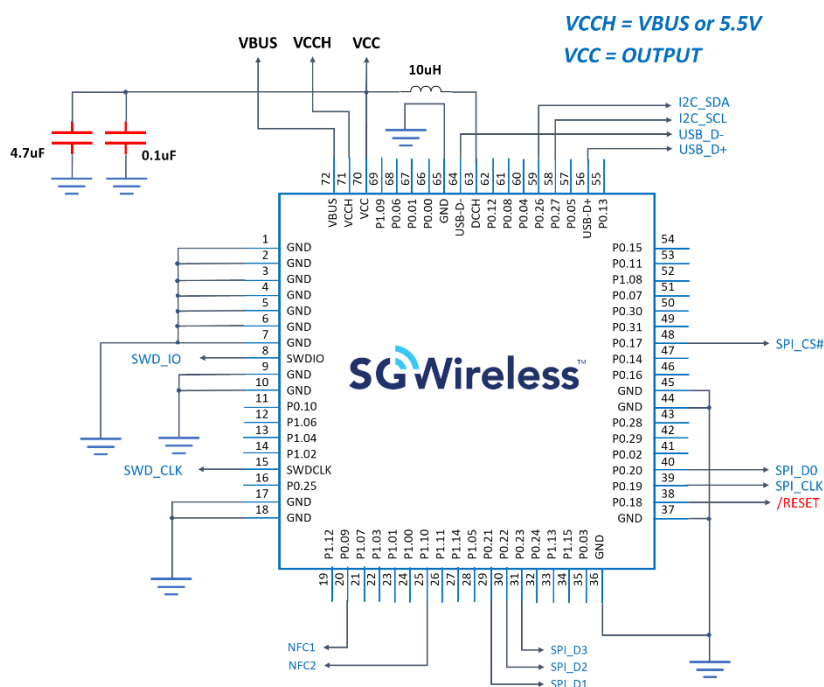 VCCH = VBUS or 5.5V
VCC = OUTPUT
VBUS
VCCH
VCC
10uH
4.7uF
0.1uF
I2C_SDA
I2C_SCL
USB_D-
USB_D+
72 71 70 69 68 67 66 65 64 63 62 61 60 59 58 57 56 55
VBUS VCCH VCC P1.09 P0.06 P0.01 P0.00 GND USB-D- DCCH P0.12 P0.08 P0.04 P0.26 P0.27 P0.05 USB-D+ P0.13
1 GND
2 GND
3 GND
4 GND
5 GND
6 GND
7 GND
SWD_IO 8 SWDIO
9 GND
10 GND
11 P0.10
12 P1.06
13 P1.04
14 P1.02
SWD_CLK 15 SWDCLK
16 P0.25
17 GND
18 GND
SGWireless™
P0.15 54
P0.11 53
P1.08 52
P0.07 51
P0.30 50
P0.31 49
P0.17 48 SPI_CS#
P0.14 47
P0.16 46
GND 45
GND 44
P0.28 43
P0.29 42
P0.02 41
P0.20 40 SPI_D0
P0.19 39 SPI_CLK
P0.18 38 /RESET
GND 37
P1.12 P0.09 P1.07 P1.03 P1.01 P1.00 P1.10 P1.11 P1.14 P1.05 P0.21 P0.22 P0.23 P0.24 P1.13 P1.15 P0.03 GND
19 20 21 22 23 24 25 26 27 28 29 30 31 32 33 34 35 36
NFC1
NFC2
SPI_D3
SPI_D2
SPI_D1